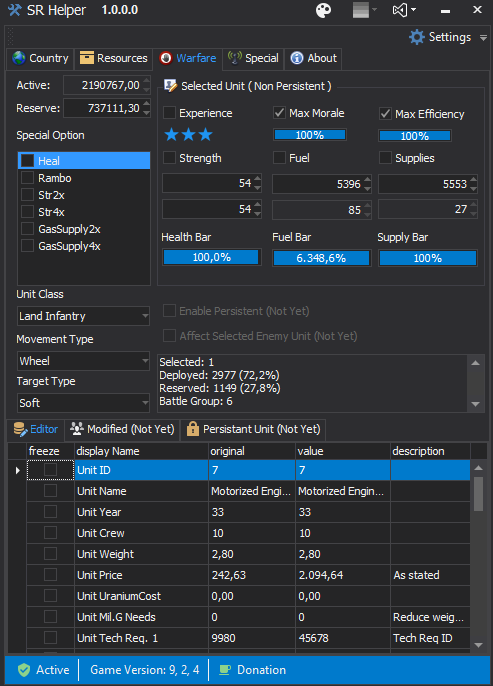 SR Helper 1.0.0.0
Settings
Country Resources Warfare Special About
Active: 2190767,00
Reserve: 737111,30
Special Option
Heal
Rambo
Str2x
Str4x
GasSupply2x
GasSupply4x
Selected Unit ( Non Persistent )
Experience Max Morale Max Efficiency
100% 100%
Strength Fuel Supplies
54 5396 5553
54 85 27
Health Bar Fuel Bar Supply Bar
100,0% 6.348,6% 100%
Unit Class
Land Infantry
Movement Type
Wheel
Target Type
Soft
Enable Persistent (Not Yet)
Affect Selected Enemy Unit (Not Yet)
Selected: 1
Deployed: 2977 (72,2%)
Reserved: 1149 (27,8%)
Battle Group: 6
Editor Modified (Not Yet) Persistant Unit (Not Yet)
freeze display Name original value description
Unit ID 7 7
Unit Name Motorized Engi... Motorized Engin...
Unit Year 33 33
Unit Crew 10 10
Unit Weight 2,80 2,80
Unit Price 242,63 2.094,64 As stated
Unit UraniumCost 0,00 0,00
Unit Mil.G Needs 0 0 Reduce weig...
Unit Tech Req. 1 9980 45678 Tech Req ID
Active Game Version: 9, 2, 4 Donation